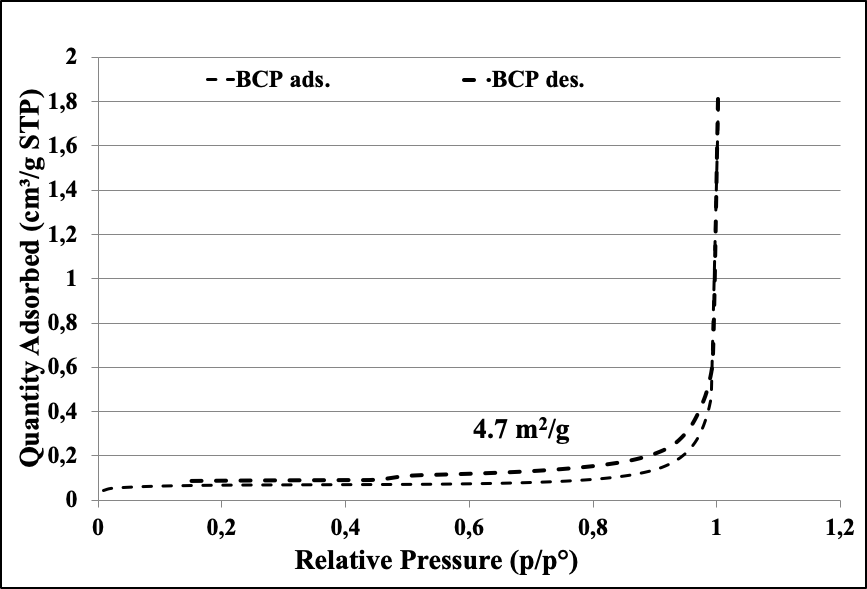 2
- -BCP ads.
- ·BCP des.
1,8
1,6
1,4
1,2
1
0,8
0,6
0,4
0,2
0
Quantity Adsorbed (cm³/g STP)
4.7 m²/g
0 0,2 0,4 0,6 0,8 1 1,2
Relative Pressure (p/p°)